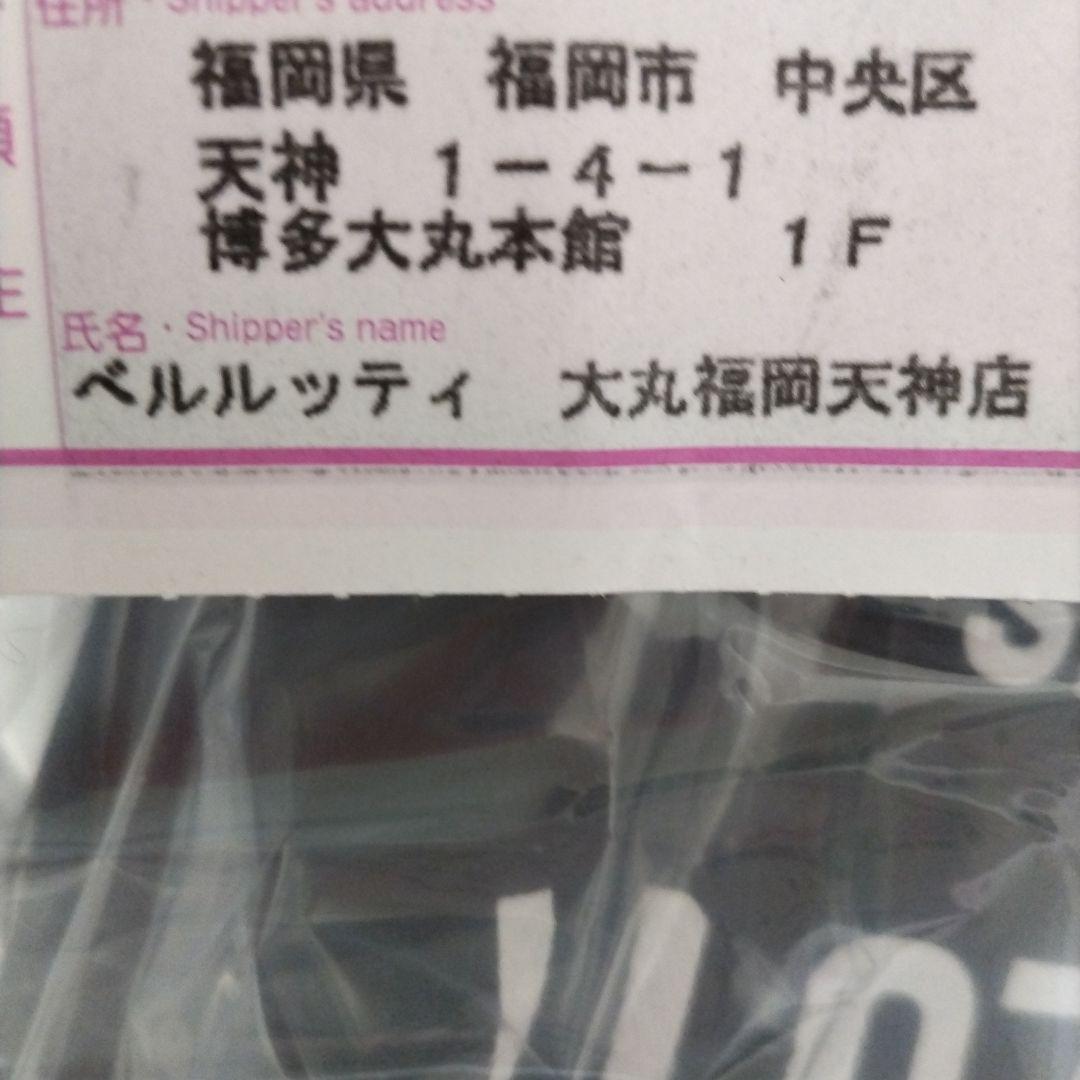 住所・Shipper's address
福岡県 福岡市 中央区
天神 1-4-1
博多大丸本館 1F
氏名・Shipper's name
ベルルッティ 大丸福岡天神店